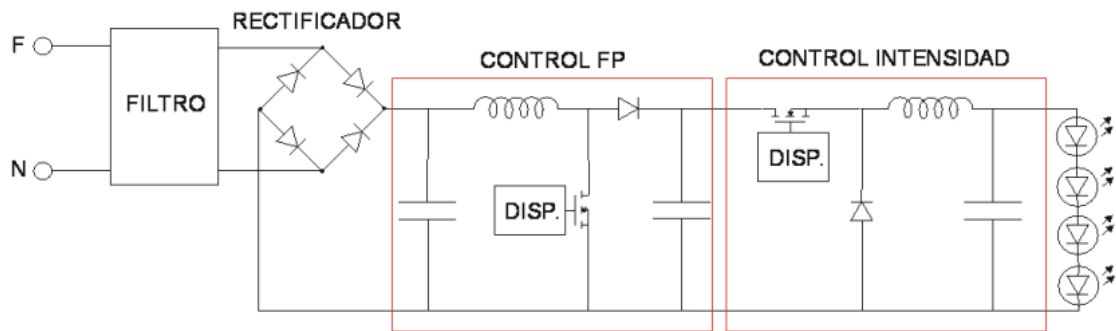 RECTIFICADOR
F
CONTROL FP
CONTROL INTENSIDAD
FILTRO
N
DISP.
DISP.